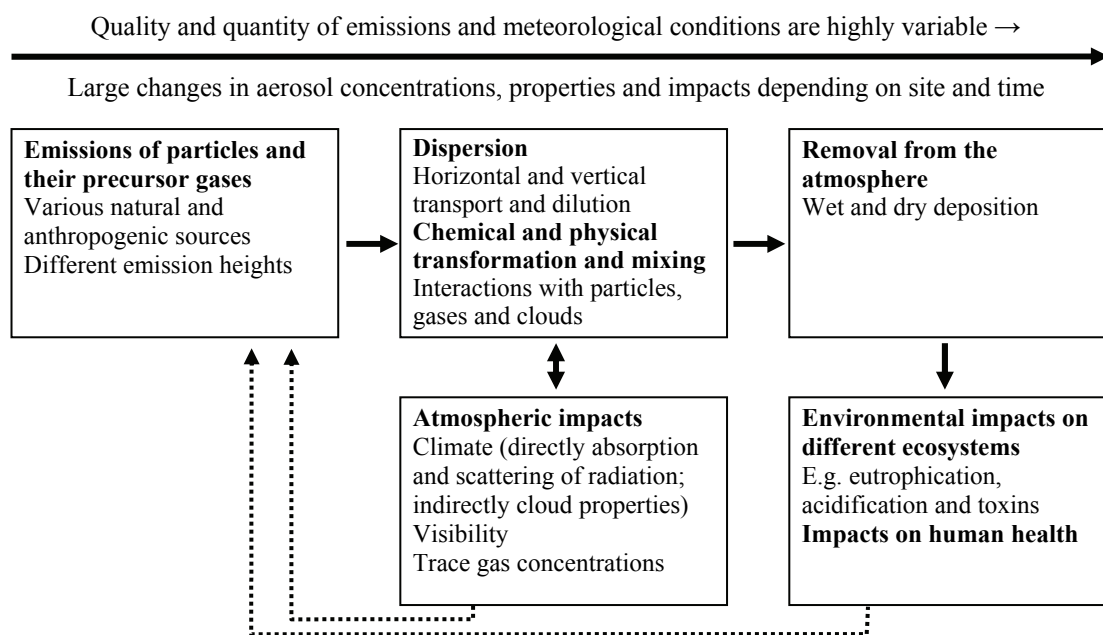 Quality and quantity of emissions and meteorological conditions are highly variable →
Large changes in aerosol concentrations, properties and impacts depending on site and time
Emissions of particles and
their precursor gases
Various natural and
anthropogenic sources
Different emission heights
Dispersion
Horizontal and vertical
transport and dilution
Chemical and physical
transformation and mixing
Interactions with particles,
gases and clouds
Removal from the
atmosphere
Wet and dry deposition
Atmospheric impacts
Climate (directly absorption
and scattering of radiation;
indirectly cloud properties)
Visibility
Trace gas concentrations
Environmental impacts on
different ecosystems
E.g. eutrophication,
acidification and toxins
Impacts on human health